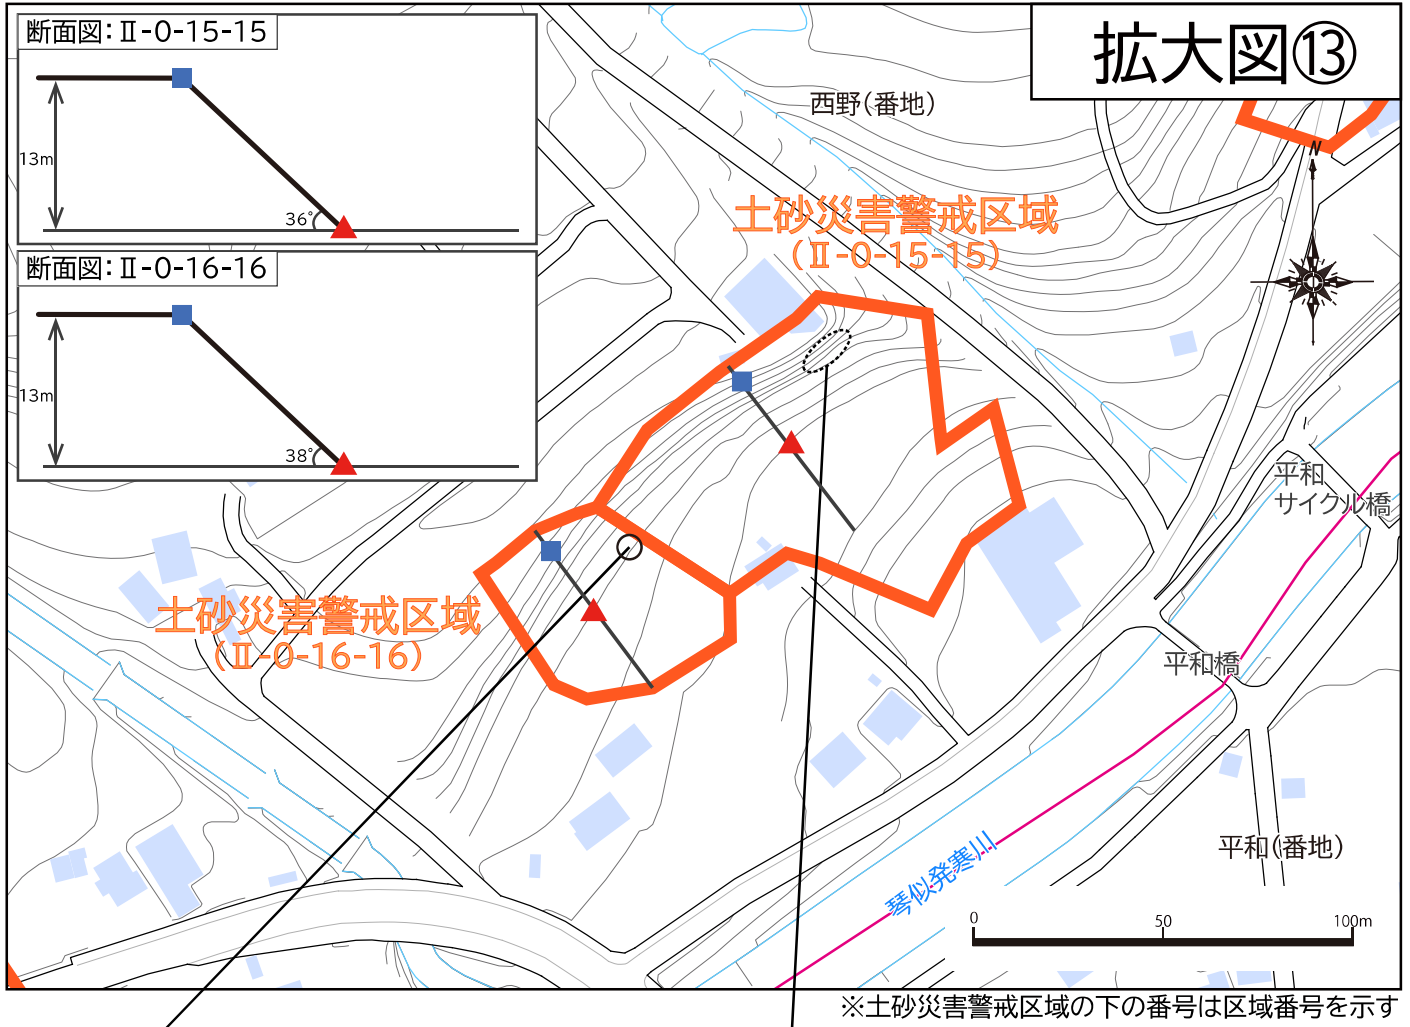 断面図：Ⅱ-0-15-15
13m
36°
断面図：Ⅱ-0-16-16
13m
38°
拡大図⑬
西野（番地）
N
土砂災害警戒区域
（Ⅱ-0-15-15）
平和
サイクル橋
土砂災害警戒区域
（Ⅱ-0-16-16）
平和橋
平和（番地）
琴似発寒川
0 50 100m
※土砂災害警戒区域の下の番号は区域番号を示す